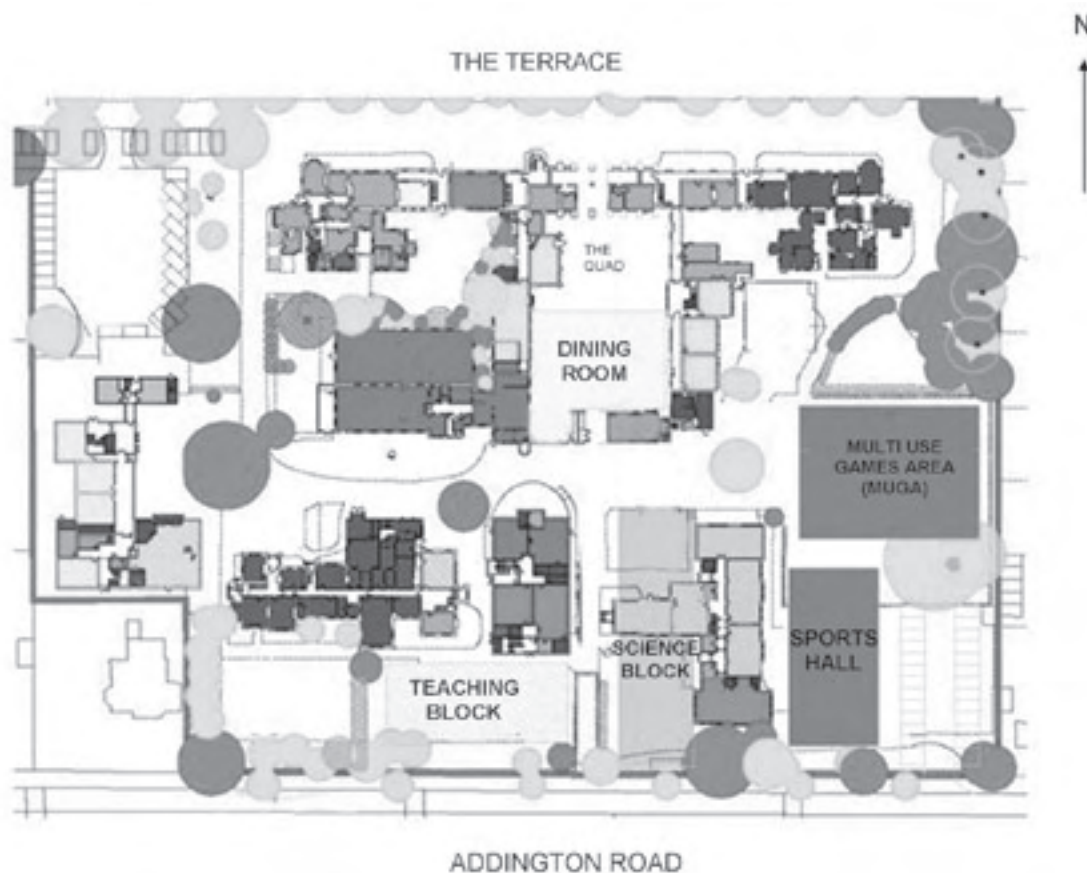 N
THE TERRACE
THE
QUAD
DINING
ROOM
MULTI USE
GAMES AREA
(MUGA)
SCIENCE
BLOCK
SPORTS
HALL
TEACHING
BLOCK
ADDINGTON ROAD